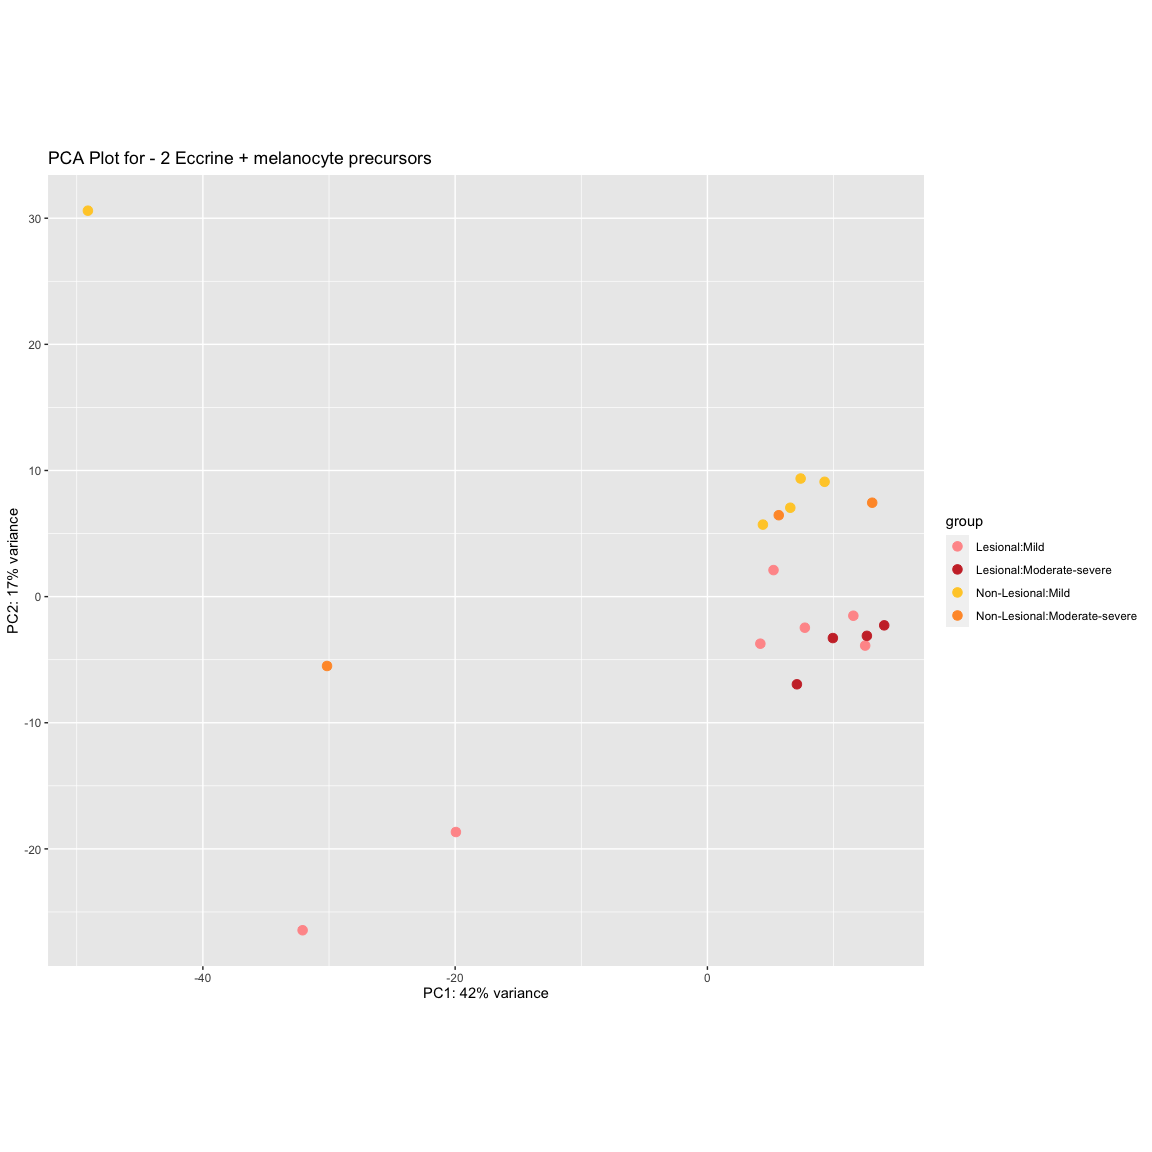 PCA Plot for - 2 Eccrine + melanocyte precursors
30
20
10
0
-10
-20
PC2: 17% variance
-40
-20
0
PC1: 42% variance
group
Lesional:Mild
Lesional:Moderate-severe
Non-Lesional:Mild
Non-Lesional:Moderate-severe